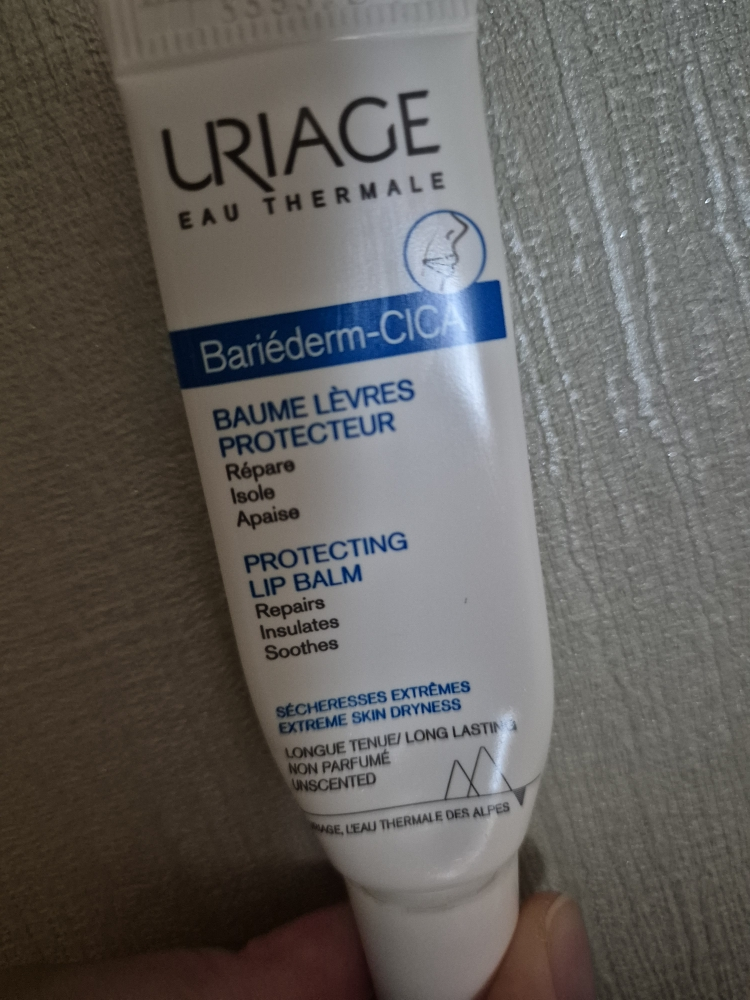 URIAGE
EAU THERMALE
Bariéderm-CICA
BAUME LÈVRES
PROTECTEUR
Répare
Isole
Apaise
PROTECTING
LIP BALM
Repairs
Insulates
Soothes
SÉCHERESSES EXTRÊMES
EXTREME SKIN DRYNESS
LONGUE TENUE/ LONG LASTING
NON PARFUMÉ
UNSCENTED
URIAGE, L'EAU THERMALE DES ALPES